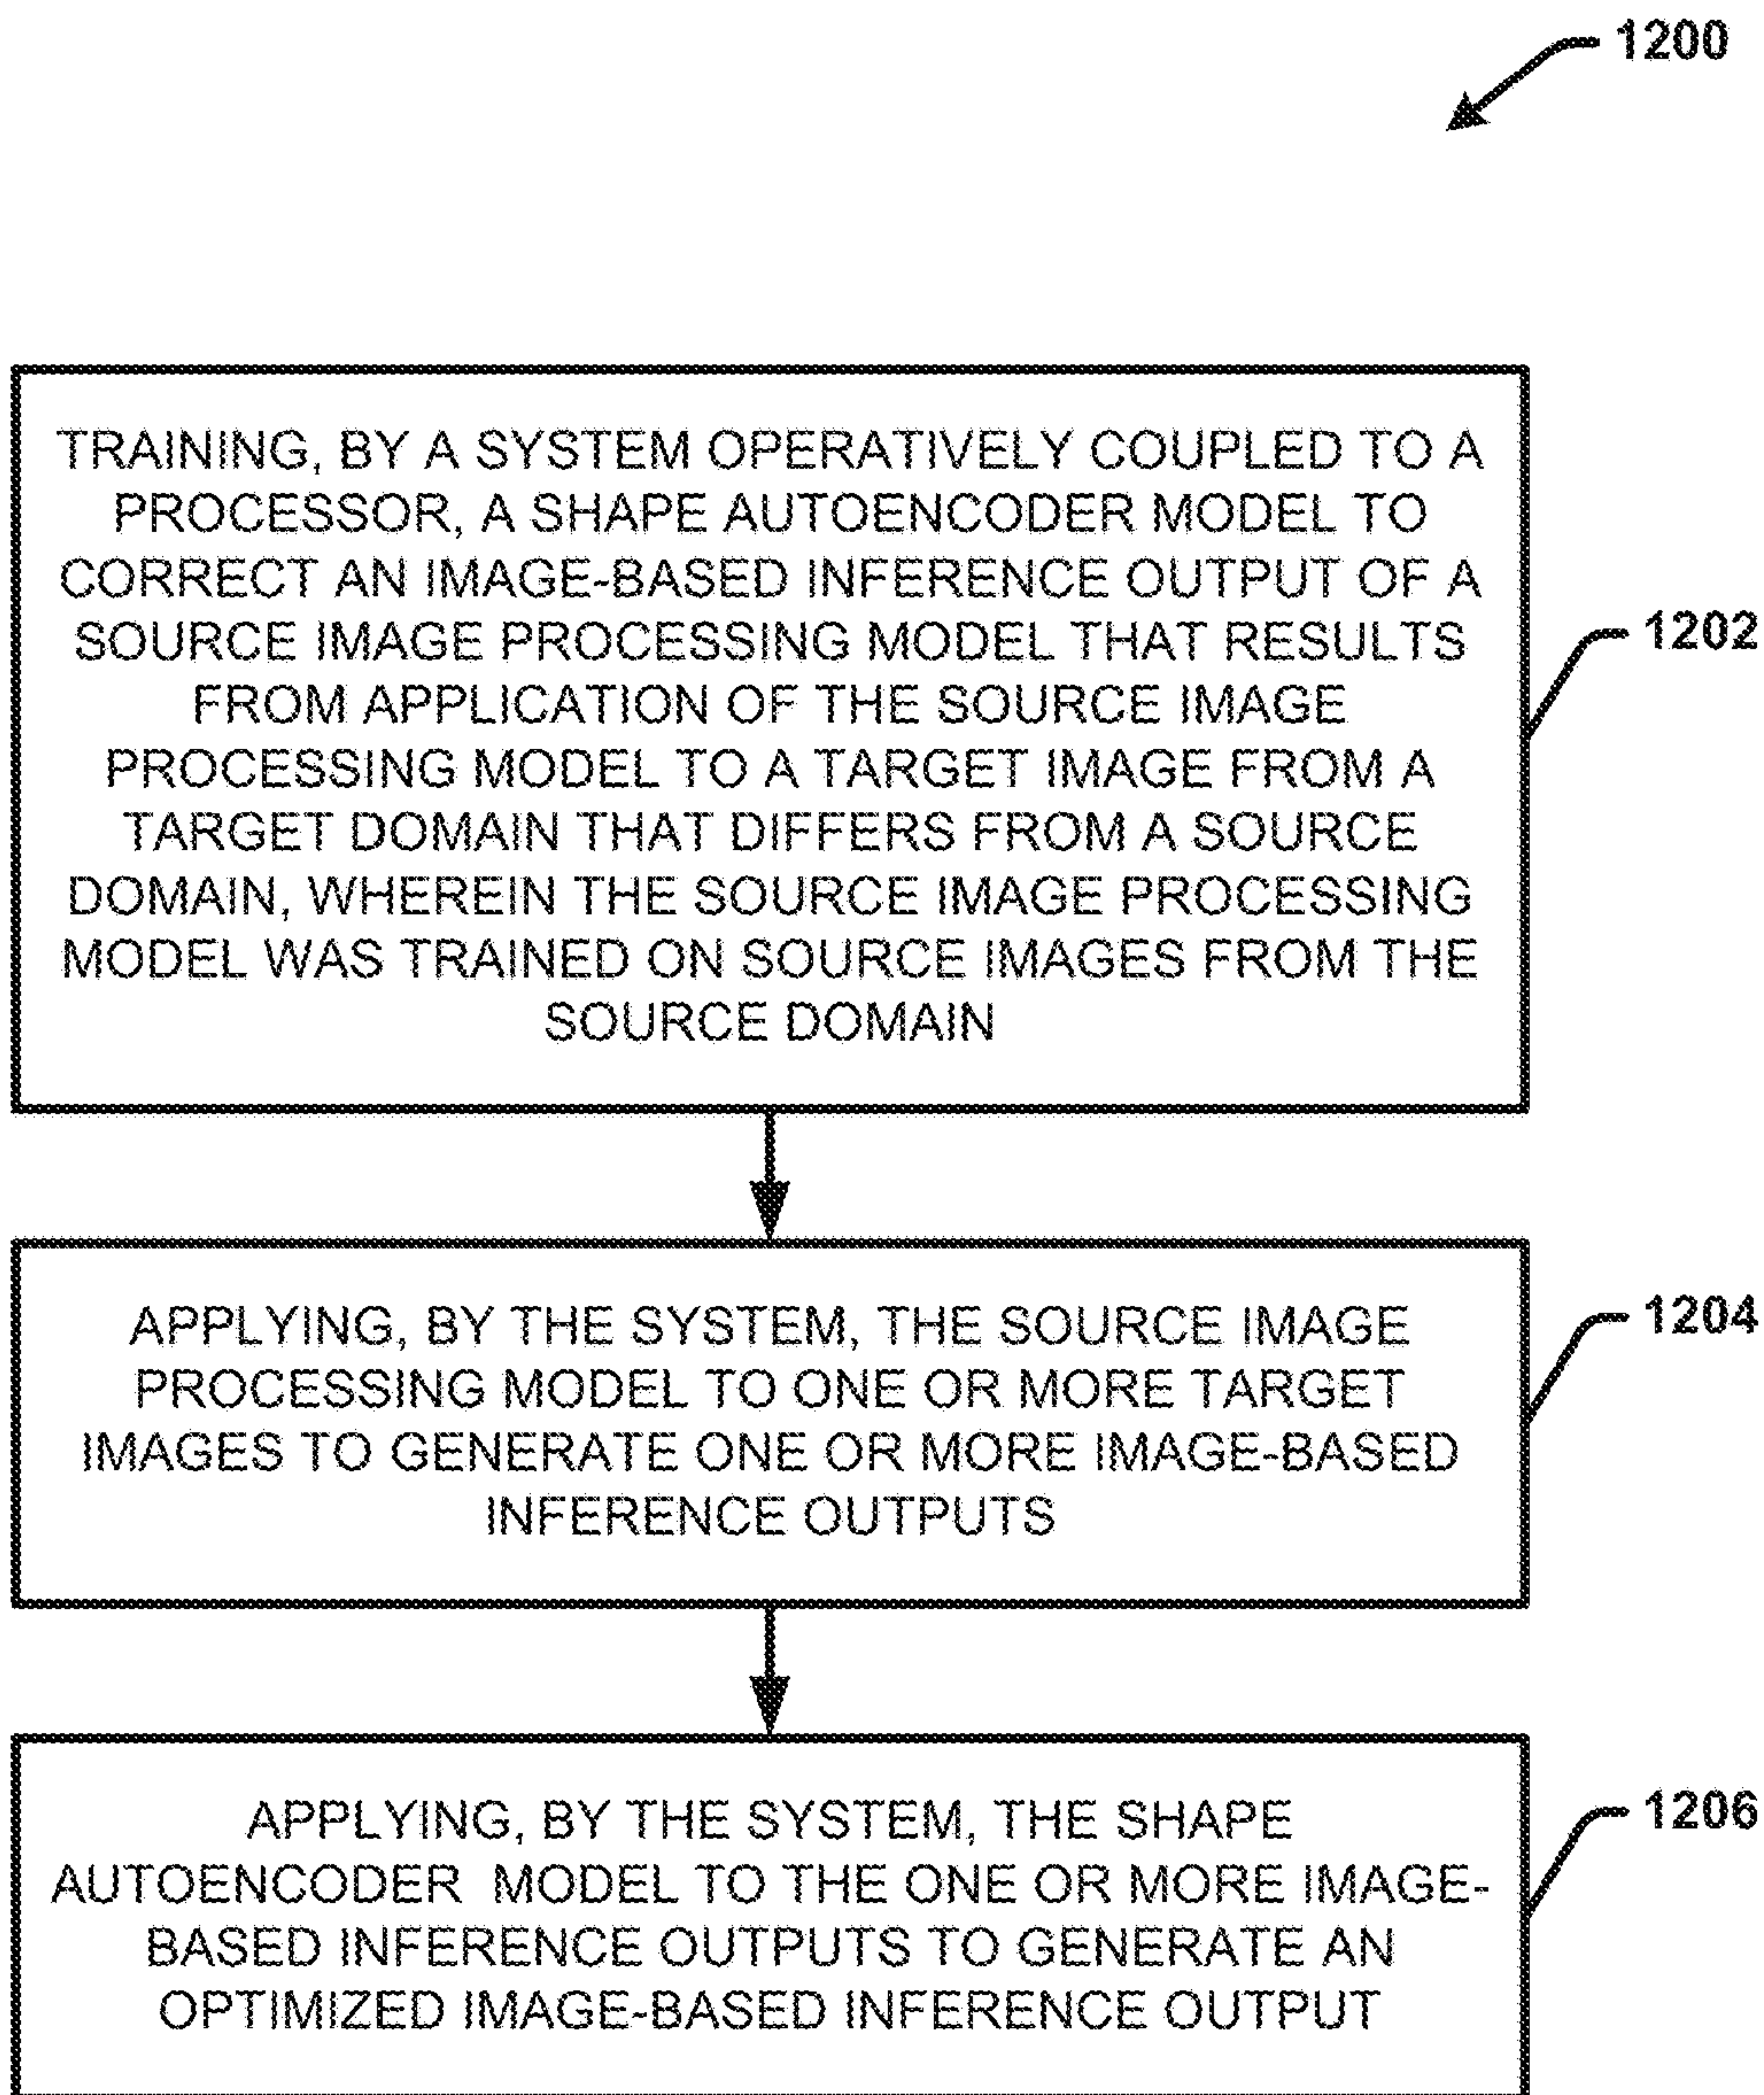 1200
TRAINING, BY A SYSTEM OPERATIVELY COUPLED TO A
PROCESSOR, A SHAPE AUTOENCODER MODEL TO
CORRECT AN IMAGE-BASED INFERENCE OUTPUT OF A
SOURCE IMAGE PROCESSING MODEL THAT RESULTS
FROM APPLICATION OF THE SOURCE IMAGE
PROCESSING MODEL TO A TARGET IMAGE FROM A
TARGET DOMAIN THAT DIFFERS FROM A SOURCE
DOMAIN, WHEREIN THE SOURCE IMAGE PROCESSING
MODEL WAS TRAINED ON SOURCE IMAGES FROM THE
SOURCE DOMAIN
1202
APPLYING, BY THE SYSTEM, THE SOURCE IMAGE
PROCESSING MODEL TO ONE OR MORE TARGET
IMAGES TO GENERATE ONE OR MORE IMAGE-BASED
INFERENCE OUTPUTS
1204
APPLYING, BY THE SYSTEM, THE SHAPE
AUTOENCODER MODEL TO THE ONE OR MORE IMAGE-
BASED INFERENCE OUTPUTS TO GENERATE AN
OPTIMIZED IMAGE-BASED INFERENCE OUTPUT
1206